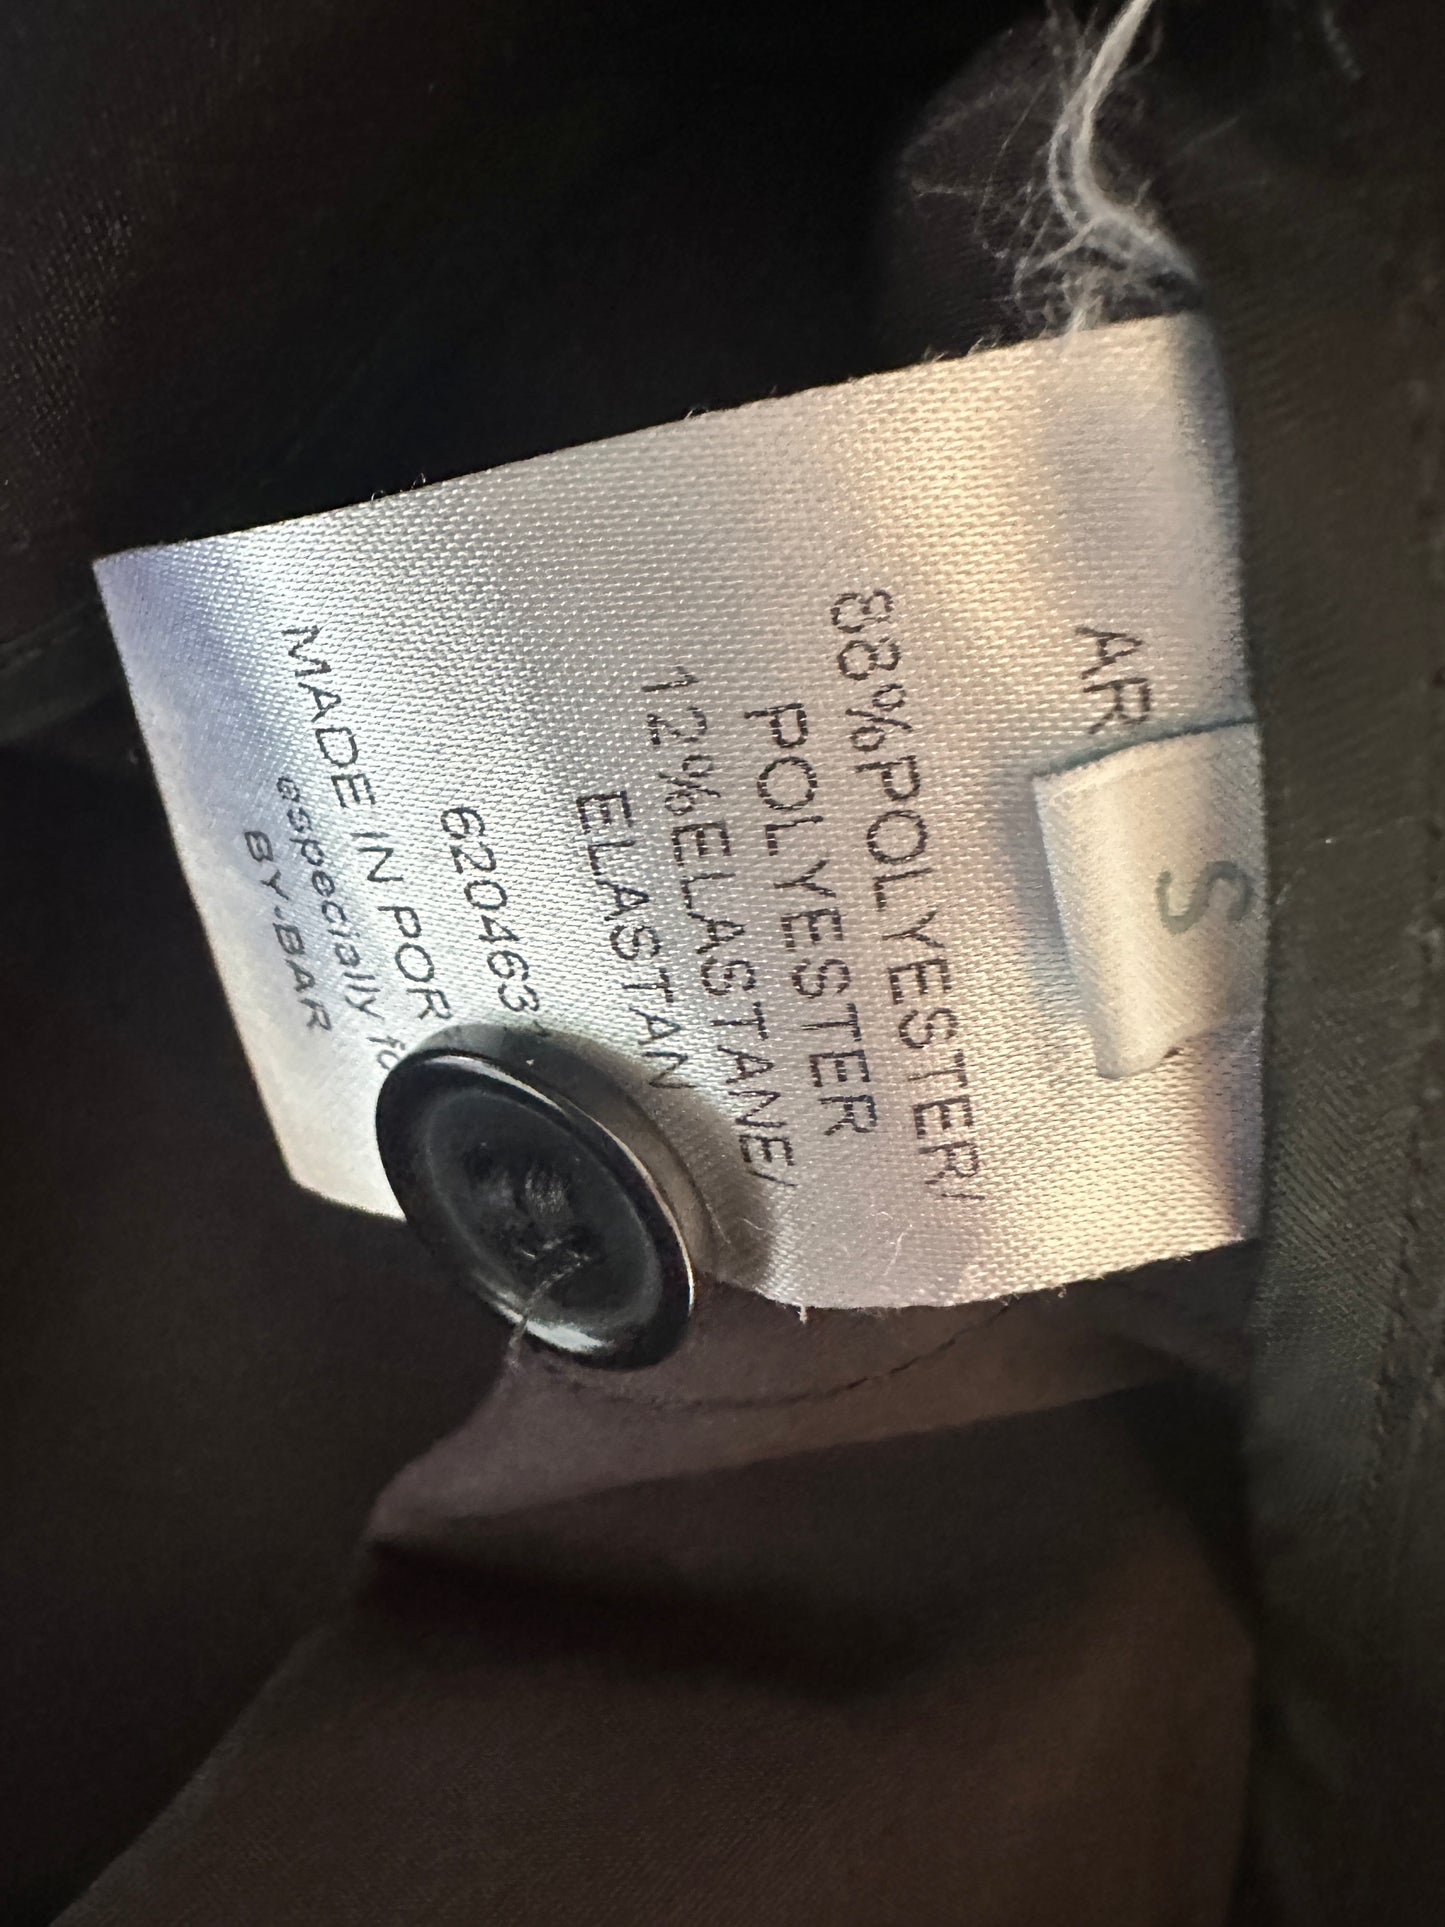 S
AR
88%POLYESTER/
POLYESTER
12%ELASTANE/
ELASTAN
620463
MADE IN POR
especially fo
BY-BAR